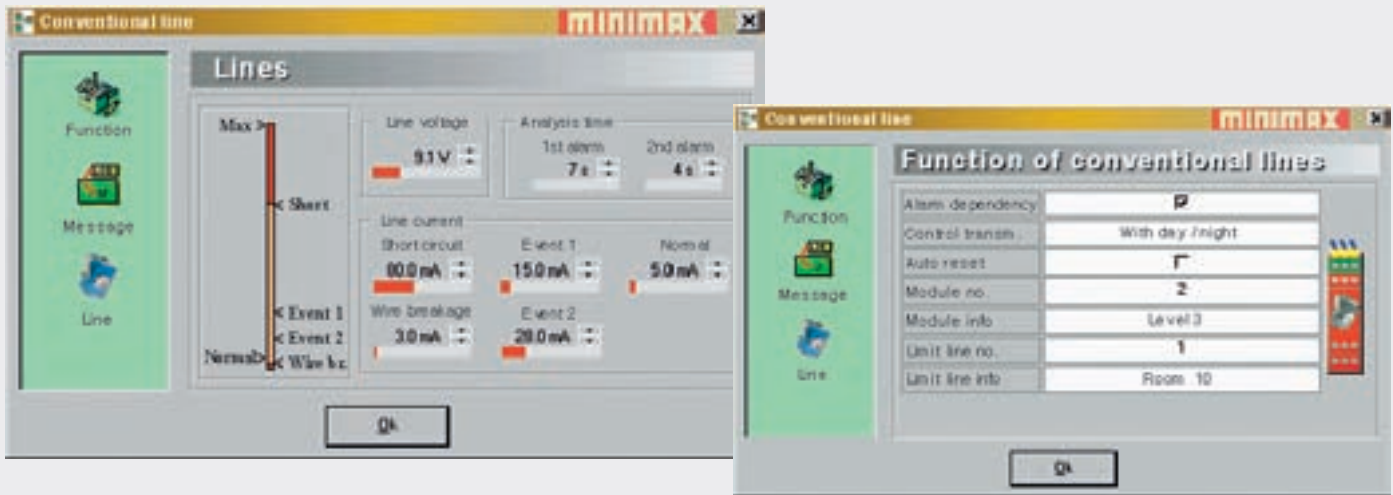 Conventional line
minimax
Lines
Function
Message
Line
Max
Short
Event 1
Event 2
Normal
Wire br.
Line voltage
9.1 V
Analysis time
1st alarm
2nd alarm
7 s
4 s
Line current
Short circuit
Event 1
Normal
80.0 mA
15.0 mA
5.0 mA
Wire breakage
Event 2
3.0 mA
28.0 mA
Ok
Conventional line
minimax
Function of conventional lines
Function
Message
Line
Alarm dependency
Control transm.
With day /night
Auto reset
Module no.
2
Module info
Level 3
Limit line no.
1
Limit line info
Room 10
Ok